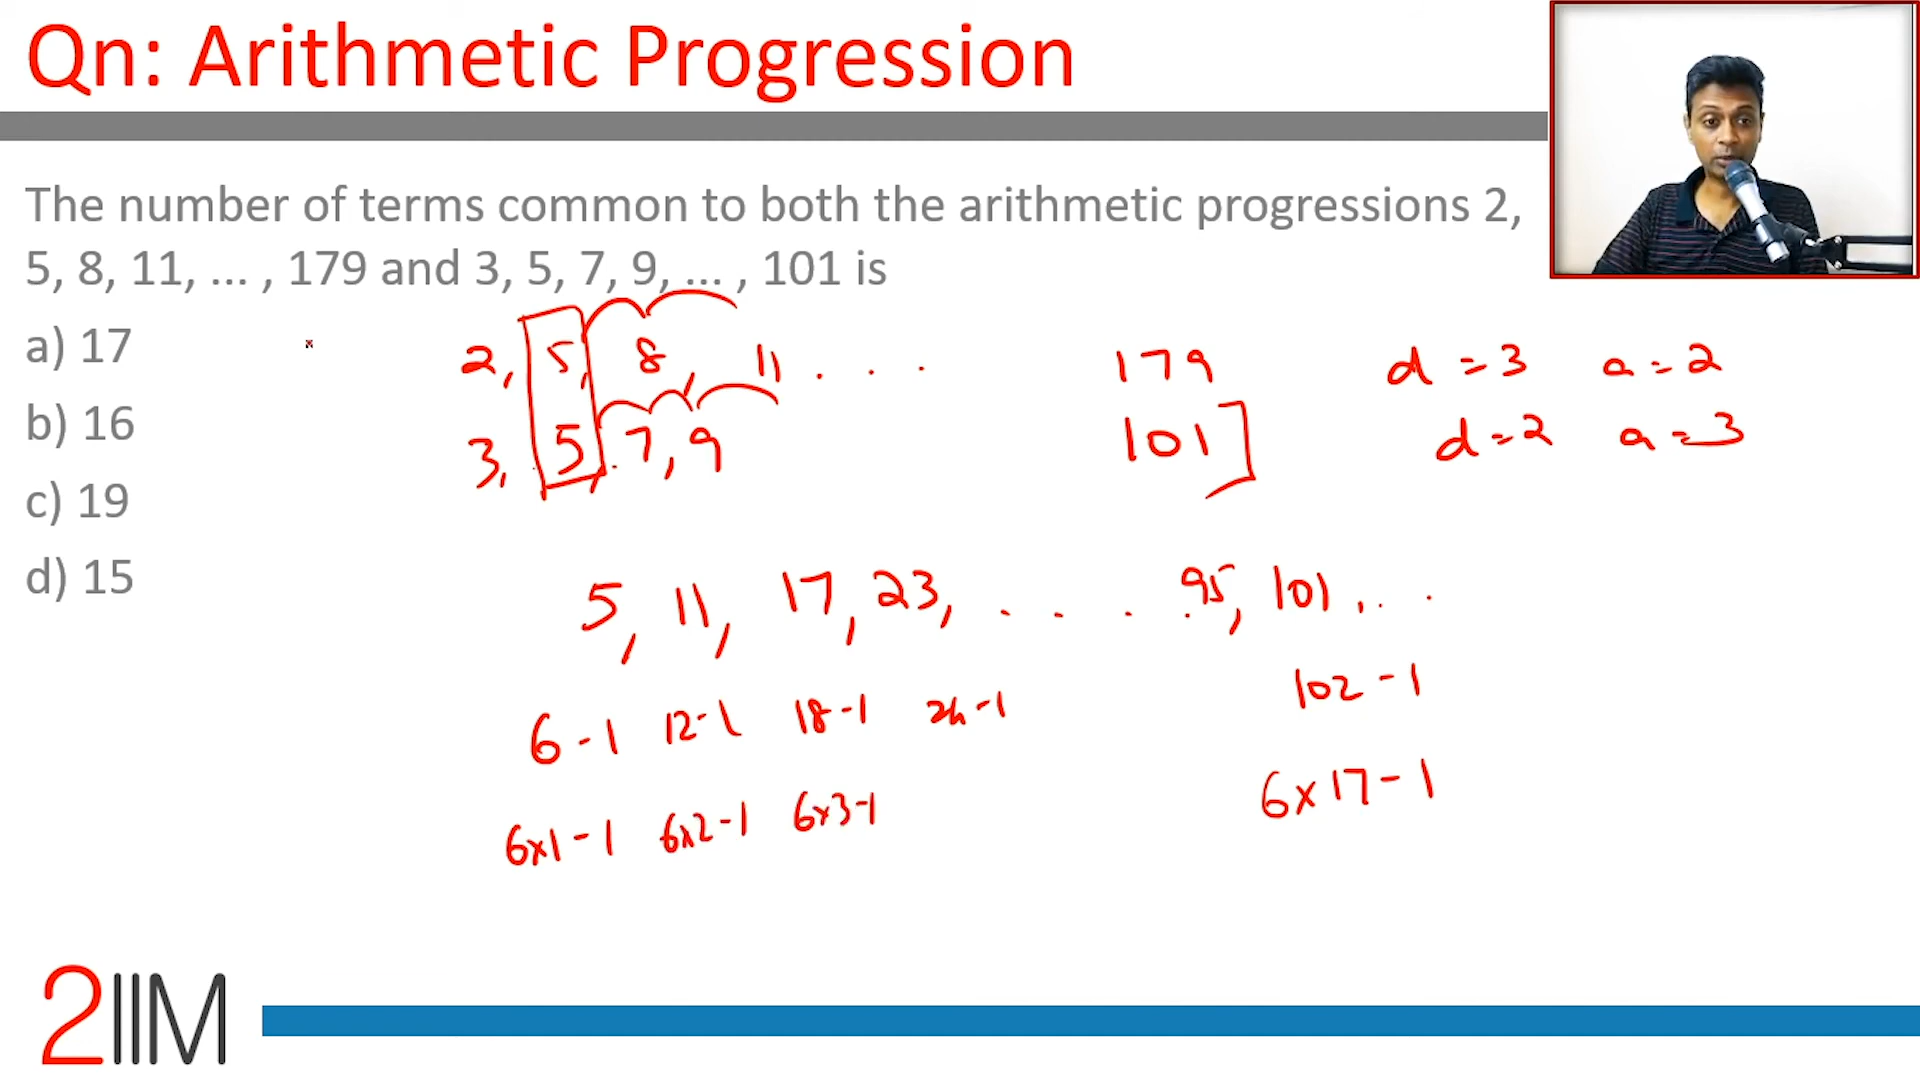 Qn: Arithmetic Progression
The number of terms common to both the arithmetic progressions 2,
5, 8, 11, ... , 179 and 3, 5, 7, 9, ... , 101 is
a) 17
b) 16
c) 19
d) 15
2, 5, 8, 11 . . . 179 d = 3 a = 2
3, 5, 7, 9 101] d = 2 a = 3
5, 11, 17, 23, . . . . 95, 101, . .
6 - 1 12 - 1 18 - 1 24 - 1 102 - 1
6x1 - 1 6x2 - 1 6x3 - 1 6 x 17 - 1
2IIM